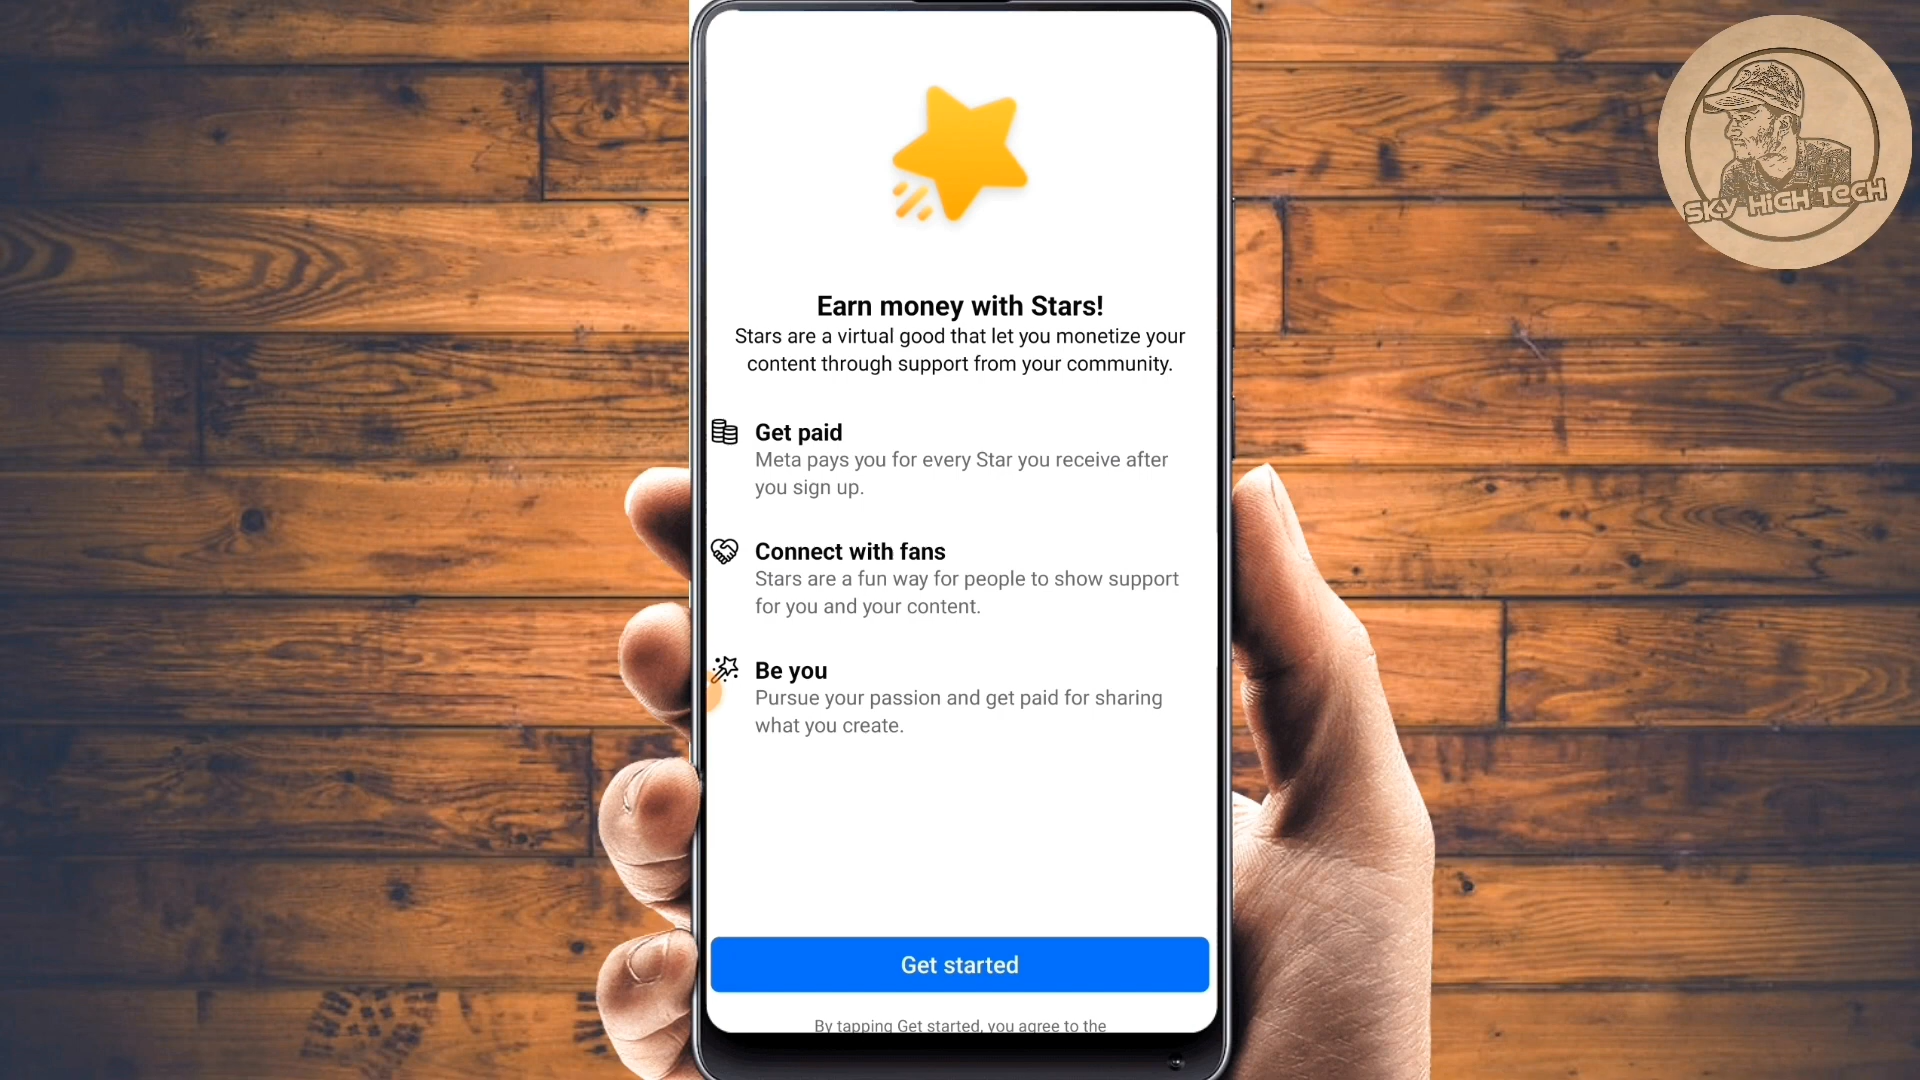 SKY HIGH TECH
Earn money with Stars!
Stars are a virtual good that let you monetize your
content through support from your community.
Get paid
Meta pays you for every Star you receive after
you sign up.
Connect with fans
Stars are a fun way for people to show support
for you and your content.
Be you
Pursue your passion and get paid for sharing
what you create.
Get started
By tapping Get started, you agree to the